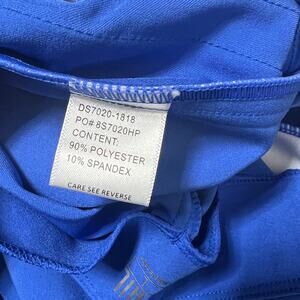 DS7020-1818
PO# 8S7020HP
CONTENT:
90% POLYESTER
10% SPANDEX
CARE SEE REVERSE